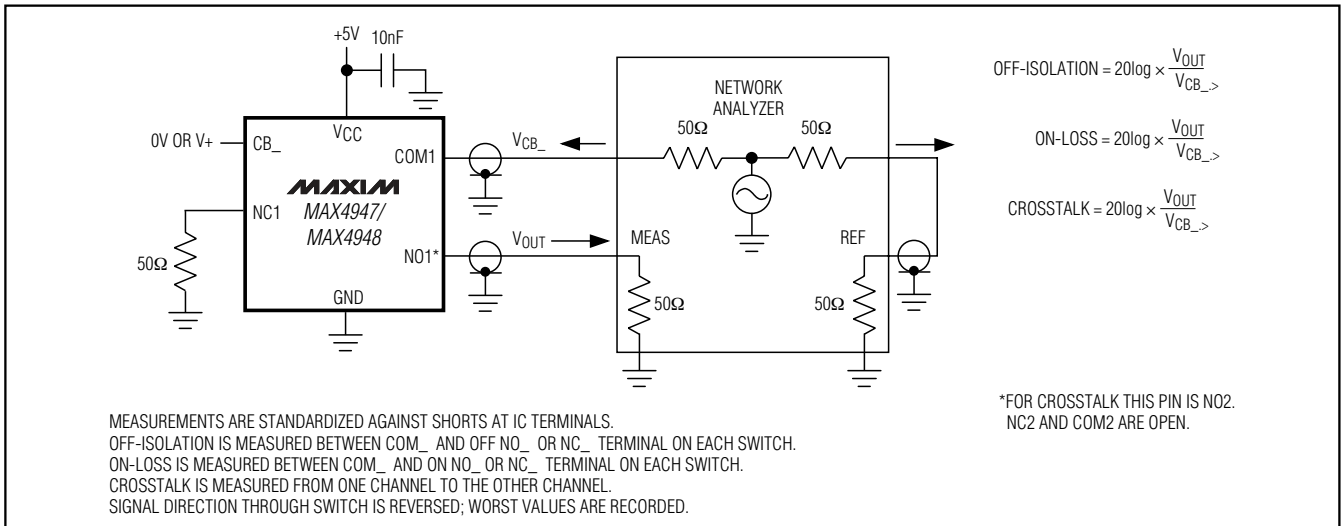 +5V
10nF
VCC
0V OR V+
CB_
COM1
VCB_
MAXIM
MAX4947/
MAX4948
NC1
NO1*
VOUT
50Ω
GND
NETWORK
ANALYZER
50Ω
50Ω
MEAS
REF
50Ω
50Ω
OFF-ISOLATION = 20log × VOUT / VCB_.>
ON-LOSS = 20log × VOUT / VCB_.>
CROSSTALK = 20log × VOUT / VCB_.>
MEASUREMENTS ARE STANDARDIZED AGAINST SHORTS AT IC TERMINALS.
OFF-ISOLATION IS MEASURED BETWEEN COM_ AND OFF NO_ OR NC_ TERMINAL ON EACH SWITCH.
ON-LOSS IS MEASURED BETWEEN COM_ AND ON NO_ OR NC_ TERMINAL ON EACH SWITCH.
CROSSTALK IS MEASURED FROM ONE CHANNEL TO THE OTHER CHANNEL.
SIGNAL DIRECTION THROUGH SWITCH IS REVERSED; WORST VALUES ARE RECORDED.
*FOR CROSSTALK THIS PIN IS NO2.
NC2 AND COM2 ARE OPEN.